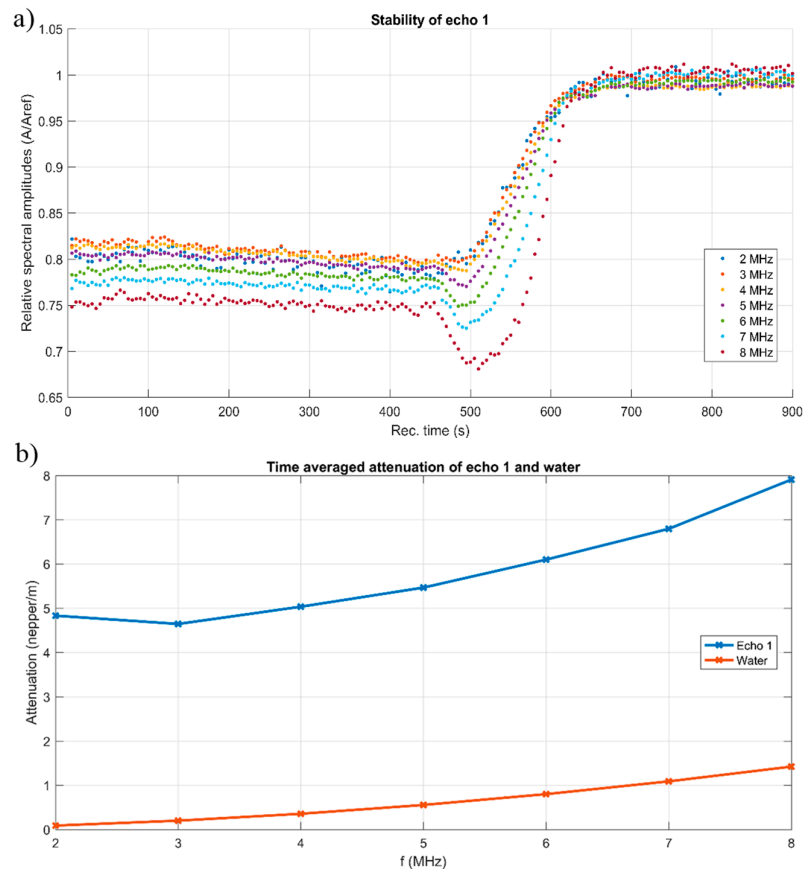 a)
Stability of echo 1
Relative spectral amplitudes (A/Aref)
1.05
1
0.95
0.9
0.85
0.8
0.75
0.7
0.65
2 MHz
3 MHz
4 MHz
5 MHz
6 MHz
7 MHz
8 MHz
0 100 200 300 400 500 600 700 800 900
Rec. time (s)
b)
Time averaged attenuation of echo 1 and water
Attenuation (nepper/m)
8
7
6
5
4
3
2
1
0
Echo 1
Water
2 3 4 5 6 7 8
f (MHz)